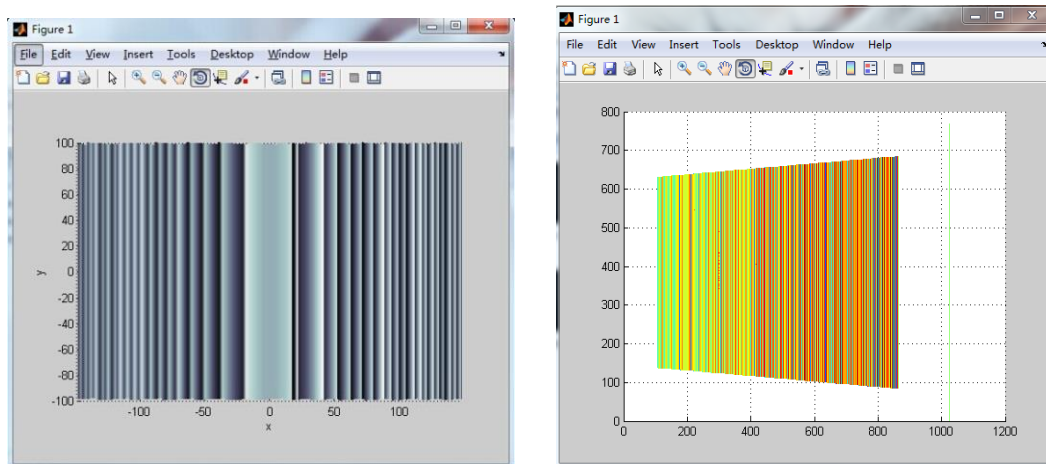 Figure 1
File Edit View Insert Tools Desktop Window Help
100
80
60
40
20
0
-20
-40
-60
-80
-100
y
-100 -50 0 50 100
x
Figure 1
File Edit View Insert Tools Desktop Window Help
800
700
600
500
400
300
200
100
0
0 200 400 600 800 1000 1200